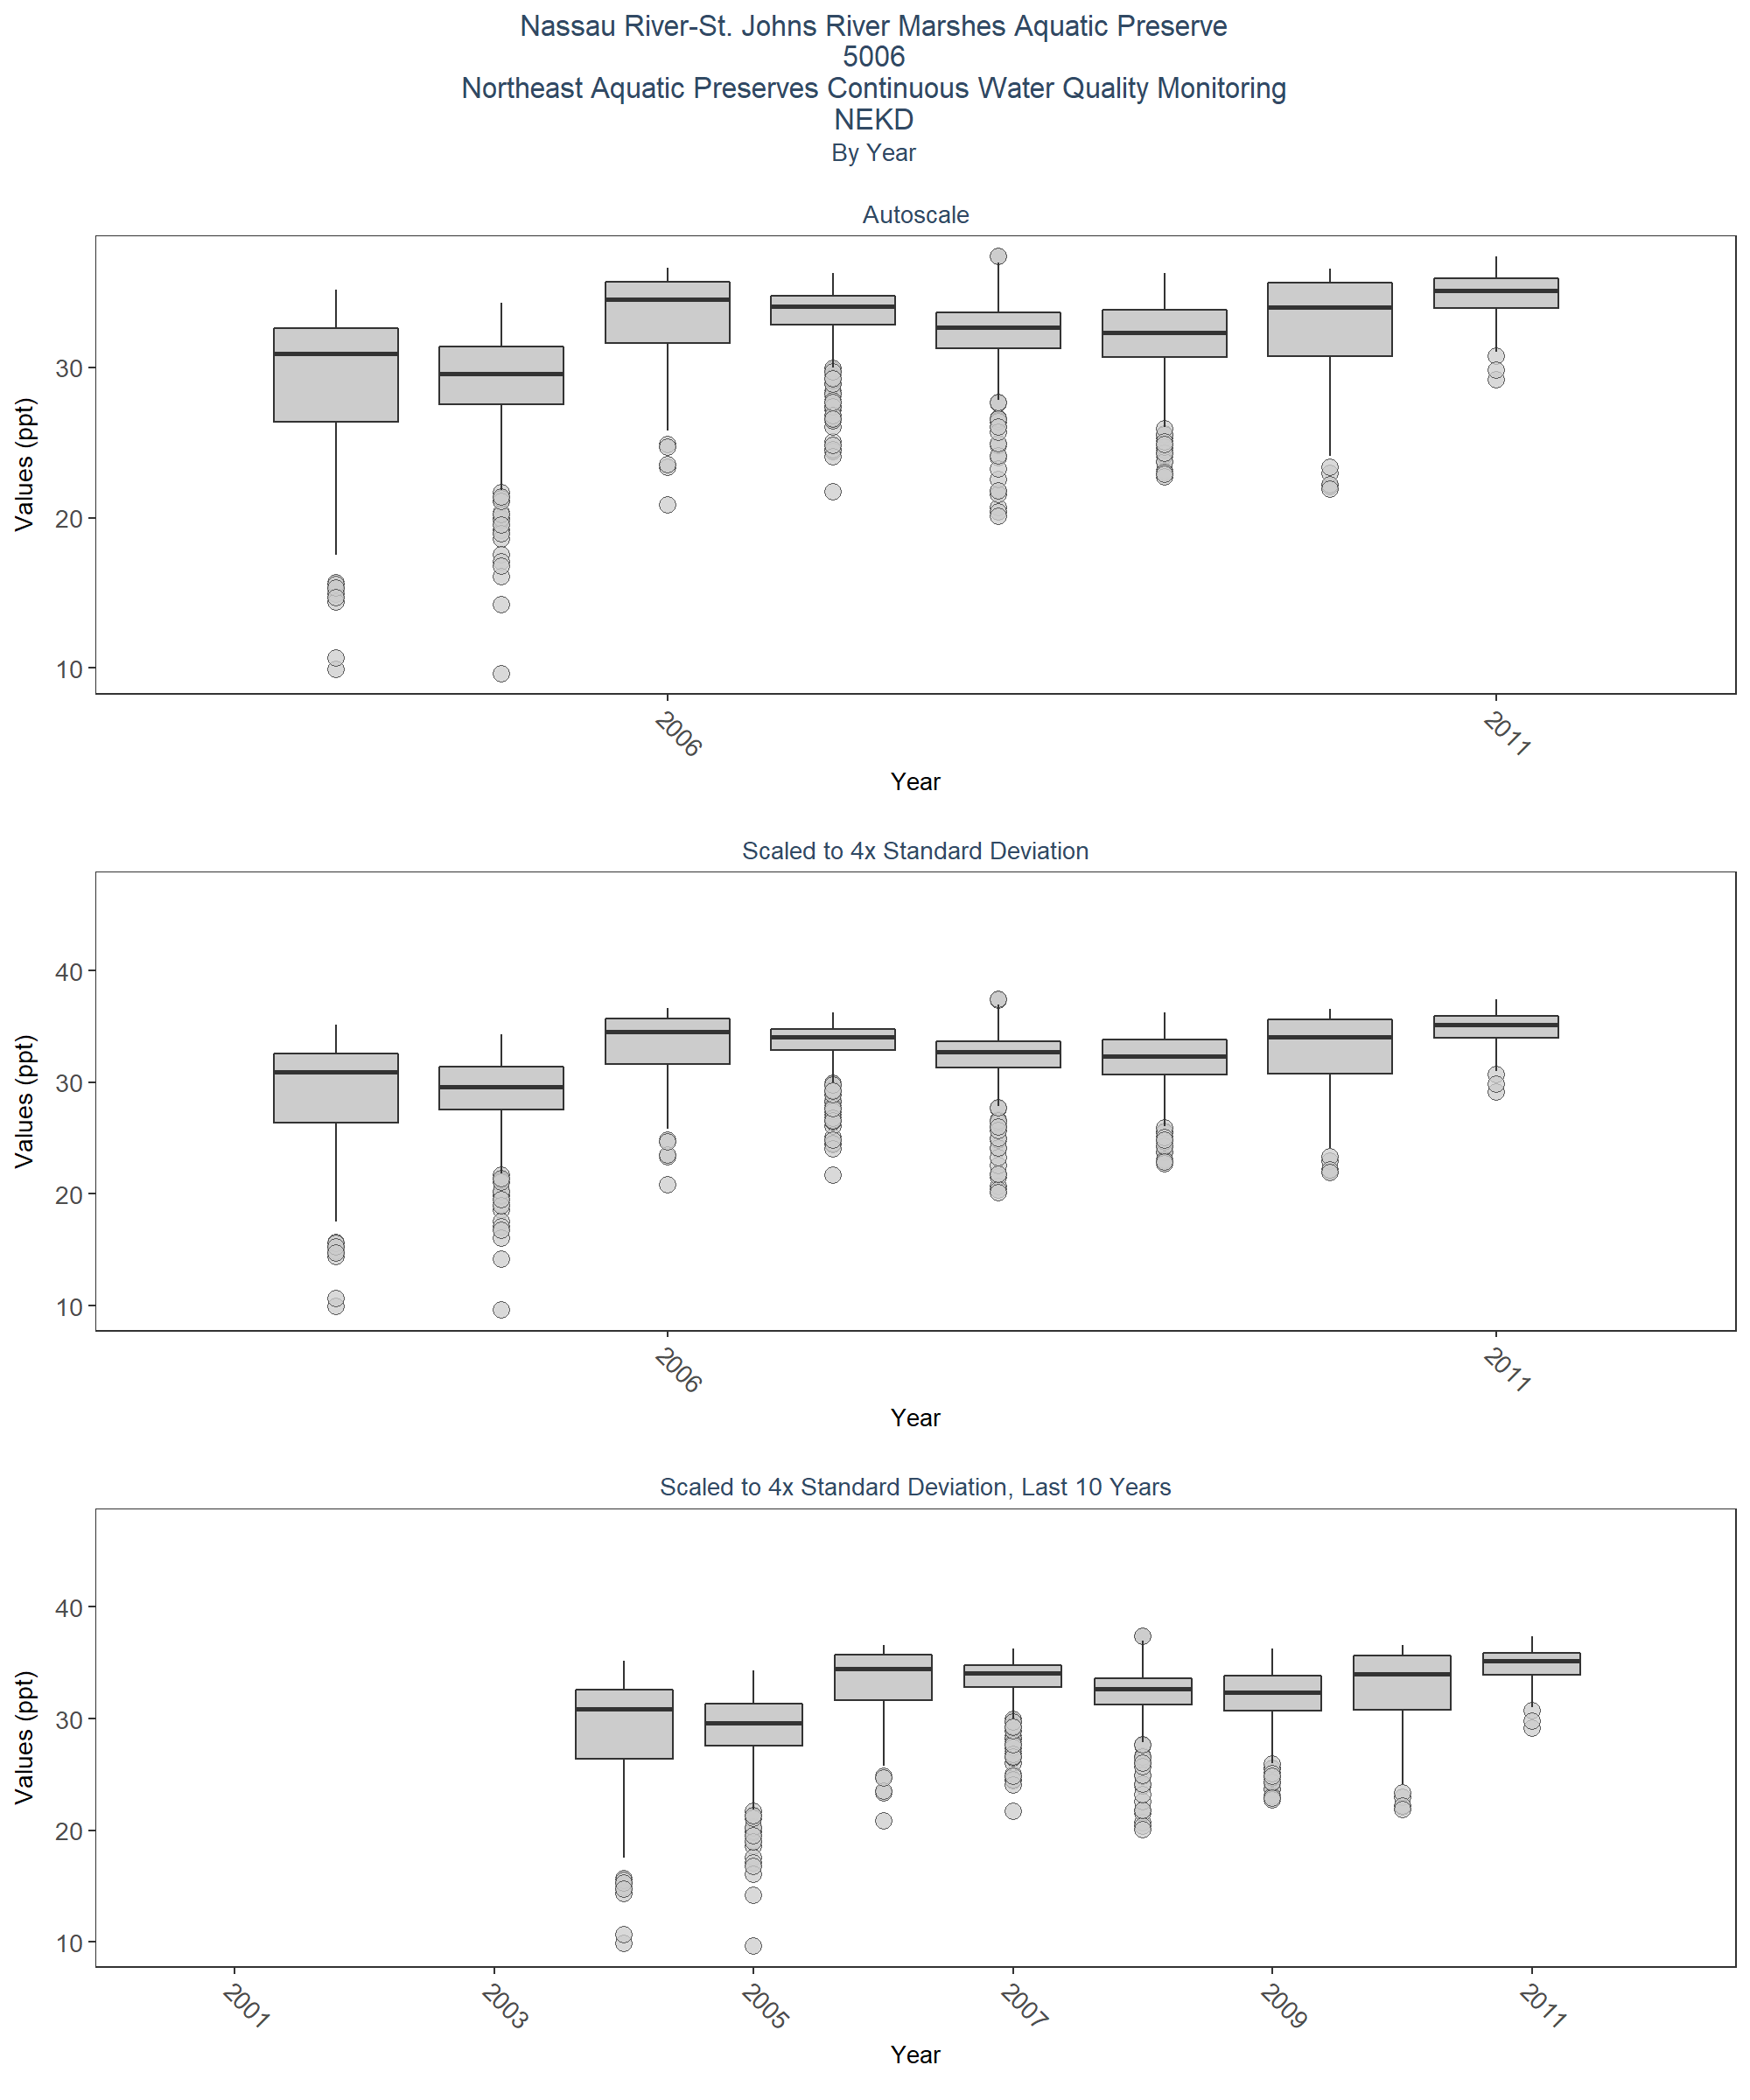 Nassau River-St. Johns River Marshes Aquatic Preserve
5006
Northeast Aquatic Preserves Continuous Water Quality Monitoring
NEKD
By Year
Autoscale
Values (ppt)
30
20
10
2006
2011
Year
Scaled to 4x Standard Deviation
Values (ppt)
40
30
20
10
2006
2011
Year
Scaled to 4x Standard Deviation, Last 10 Years
Values (ppt)
40
30
20
10
2001
2003
2005
2007
2009
2011
Year